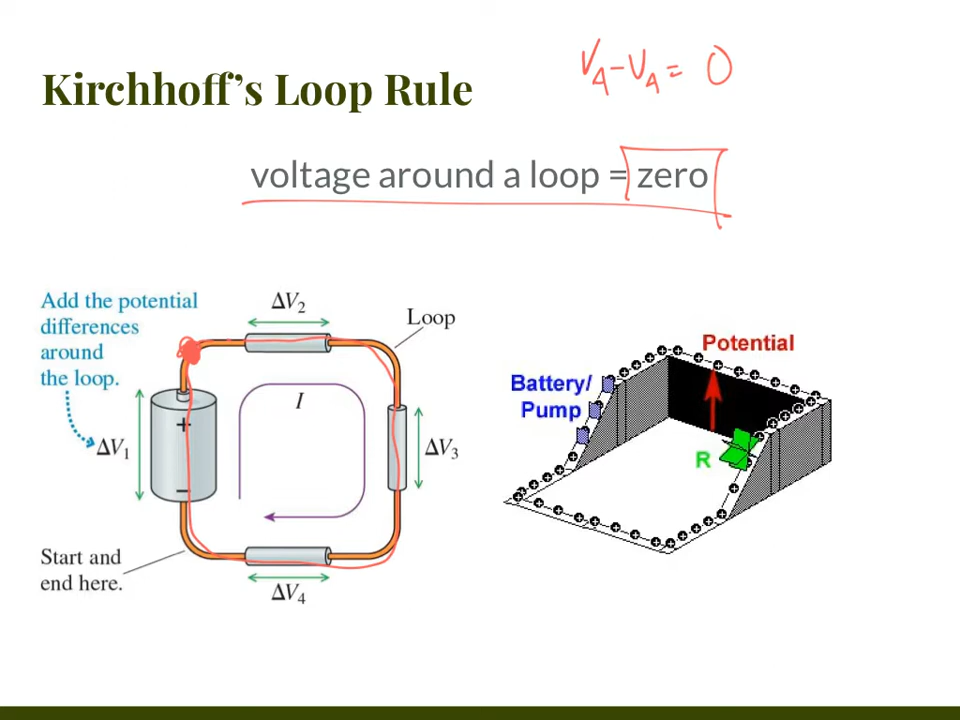 V_A - V_A = 0
Kirchhoff's Loop Rule
voltage around a loop = zero
Add the potential
differences
around
the loop.
ΔV₂
Loop
I
+
ΔV₁
−
ΔV₃
Start and
end here.
ΔV₄
Potential
Battery/
Pump
R